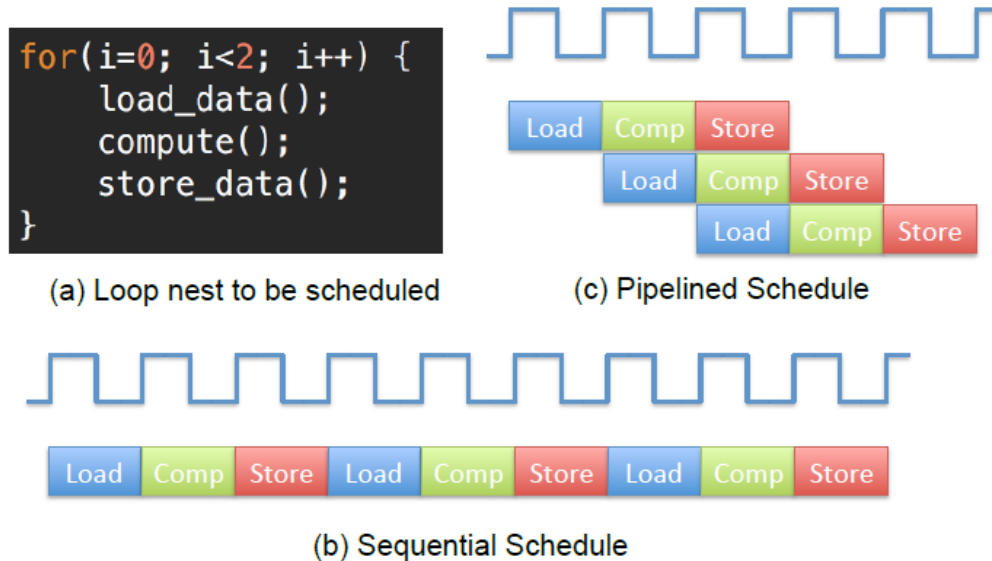 for(i=0; i<2; i++) {
load_data();
compute();
store_data();
}
(a) Loop nest to be scheduled
Load Comp Store
Load Comp Store
Load Comp Store
(c) Pipelined Schedule
Load Comp Store Load Comp Store Load Comp Store
(b) Sequential Schedule